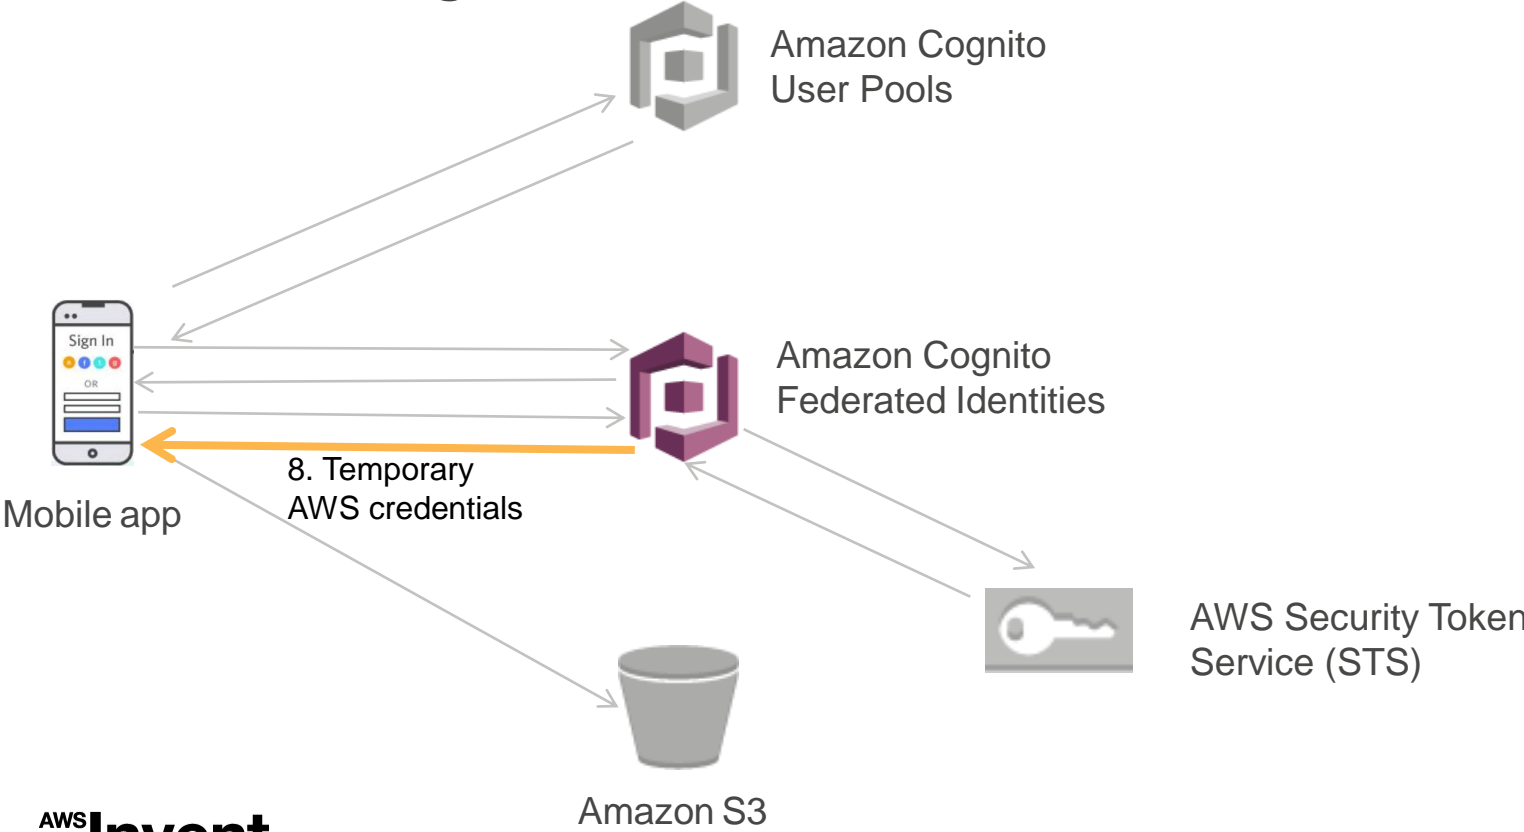 Amazon Cognito
User Pools
Sign In
OR
Amazon Cognito
Federated Identities
8. Temporary
AWS credentials
Mobile app
AWS Security Token
Service (STS)
Amazon S3
AWS